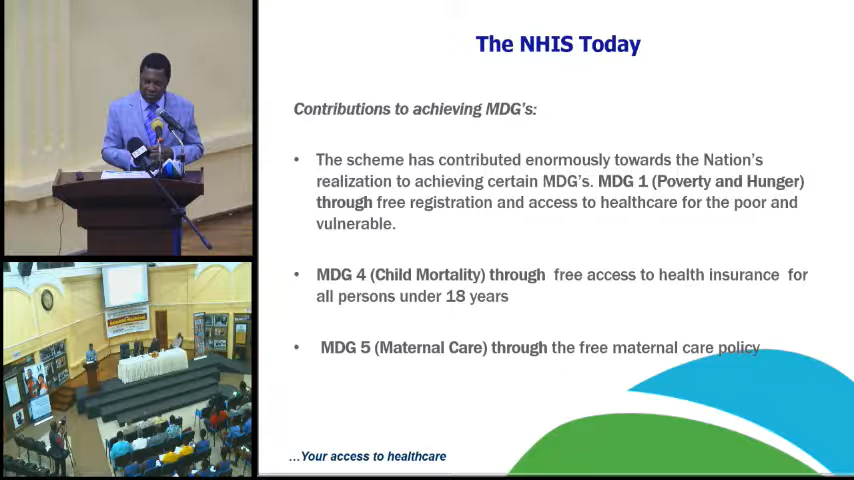 The NHIS Today
Contributions to achieving MDG's:
• The scheme has contributed enormously towards the Nation's
realization to achieving certain MDG's. MDG 1 (Poverty and Hunger)
through free registration and access to healthcare for the poor and
vulnerable.
• MDG 4 (Child Mortality) through free access to health insurance for
all persons under 18 years
• MDG 5 (Maternal Care) through the free maternal care policy
...Your access to healthcare